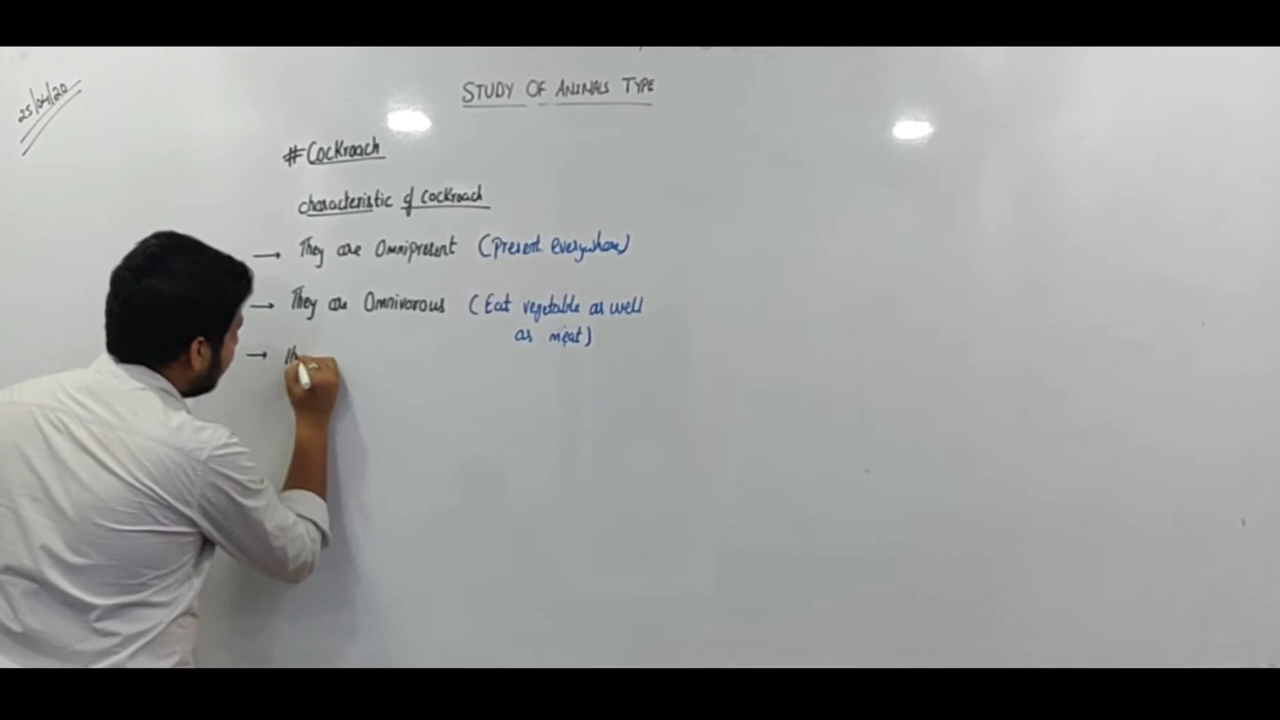 25/04/20
STUDY OF ANIMALS TYPE
#Cockroach
characteristic of cockroach
→ They are Omnipresent (Present everywhere)
→ They are Omnivorous (Eat vegetable as well
as meat)
→ Th